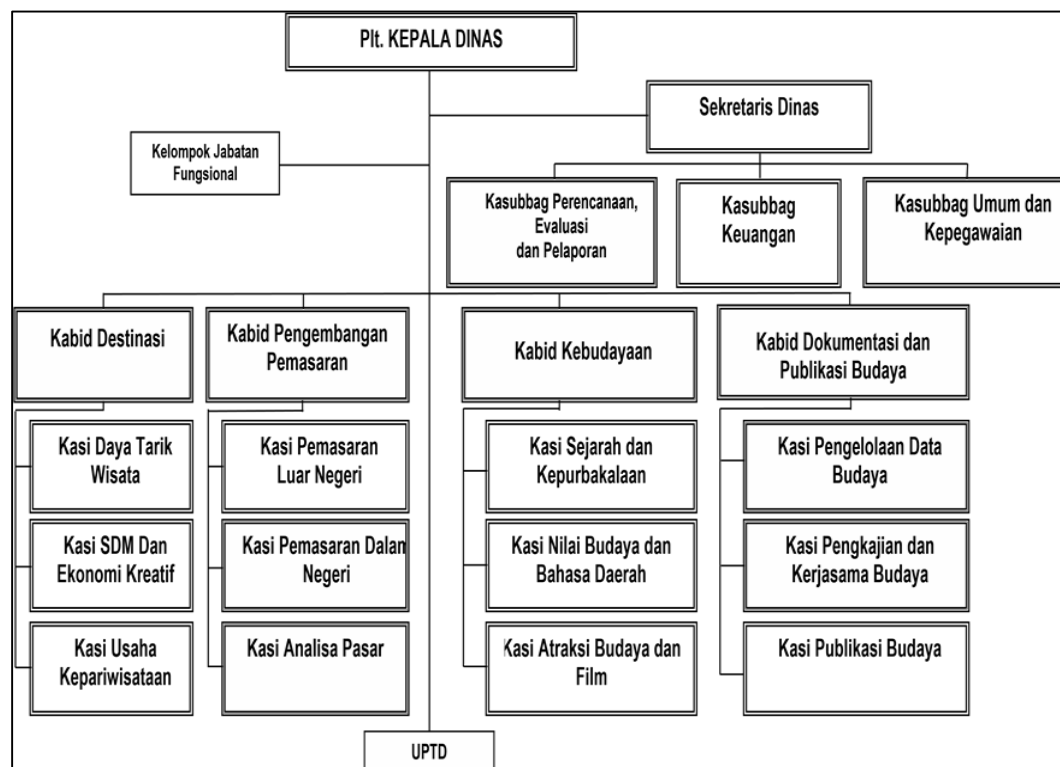 Plt. KEPALA DINAS
Sekretaris Dinas
Kelompok Jabatan
Fungsional
Kasubbag Perencanaan,
Evaluasi
dan Pelaporan
Kasubbag
Keuangan
Kasubbag Umum dan
Kepegawaian
Kabid Destinasi
Kabid Pengembangan
Pemasaran
Kabid Kebudayaan
Kabid Dokumentasi dan
Publikasi Budaya
Kasi Daya Tarik
Wisata
Kasi Pemasaran
Luar Negeri
Kasi Sejarah dan
Kepurbakalaan
Kasi Pengelolaan Data
Budaya
Kasi SDM Dan
Ekonomi Kreatif
Kasi Pemasaran Dalam
Negeri
Kasi Nilai Budaya dan
Bahasa Daerah
Kasi Pengkajian dan
Kerjasama Budaya
Kasi Usaha
Kepariwisataan
Kasi Analisa Pasar
Kasi Atraksi Budaya dan
Film
Kasi Publikasi Budaya
UPTD